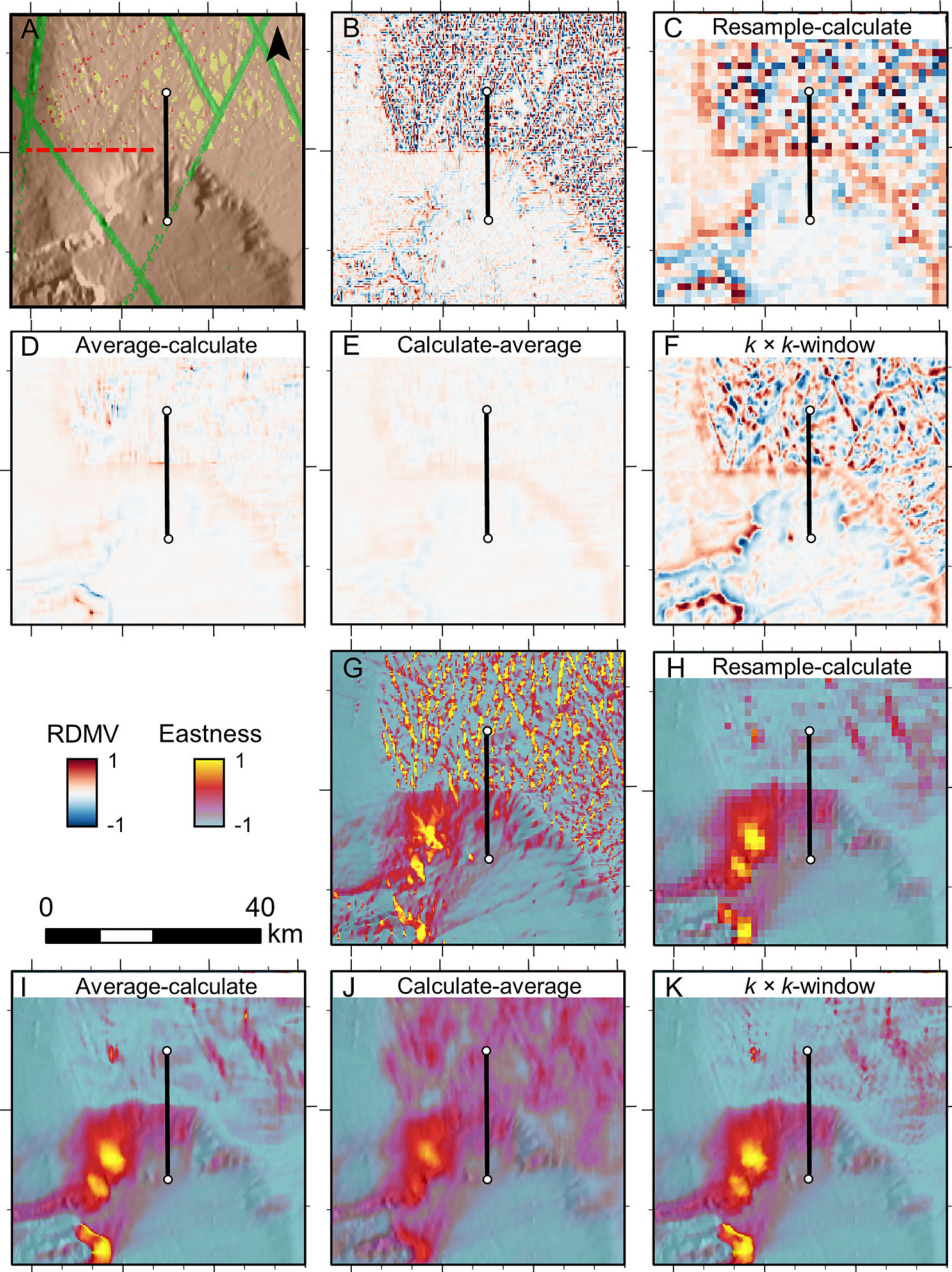 A
B
C Resample-calculate
D Average-calculate
E Calculate-average
F k × k-window
G
H Resample-calculate
RDMV
1
-1
Eastness
1
-1
0 40
km
I Average-calculate
J Calculate-average
K k × k-window